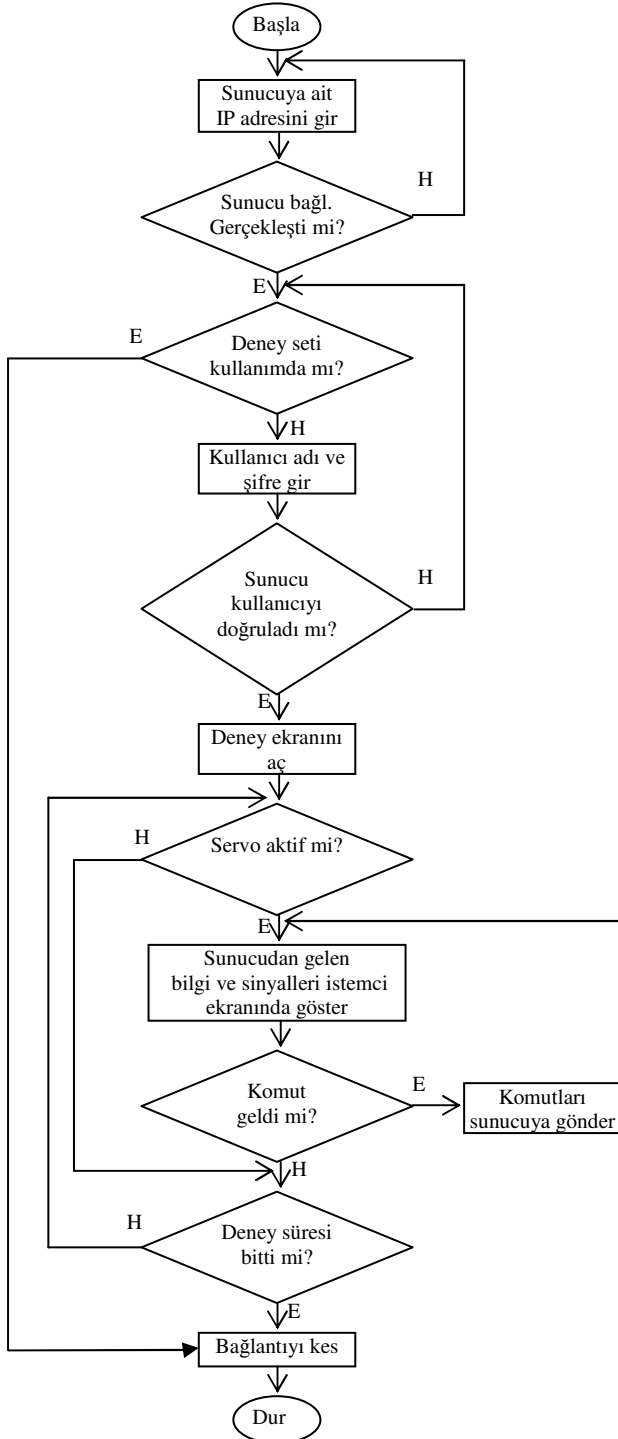 Başla
Sunucuya ait
IP adresini gir
H
Sunucu bağl.
Gerçekleşti mi?
E
E
Deney seti
kullanımda mı?
H
Kullanıcı adı ve
şifre gir
H
Sunucu
kullanıcıyı
doğruladı mı?
E
Deney ekranını
aç
H
Servo aktif mi?
E
Sunucudan gelen
bilgi ve sinyalleri istemci
ekranında göster
Komut
geldi mi?
E
Komutları
sunucuya gönder
H
H
Deney süresi
bitti mi?
E
Bağlantıyı kes
Dur